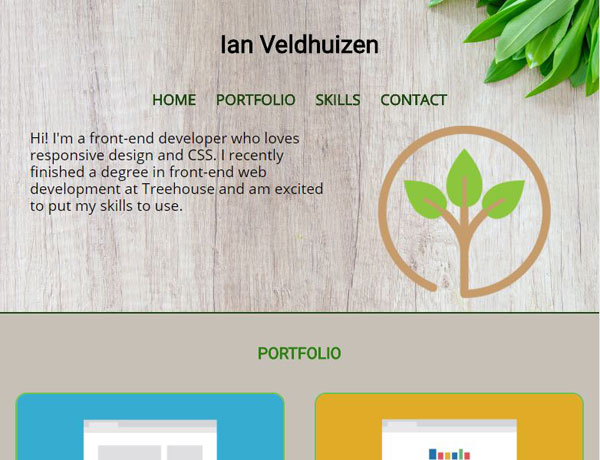 Ian Veldhuizen
HOME PORTFOLIO SKILLS CONTACT
Hi! I'm a front-end developer who loves
responsive design and CSS. I recently
finished a degree in front-end web
development at Treehouse and am excited
to put my skills to use.
PORTFOLIO